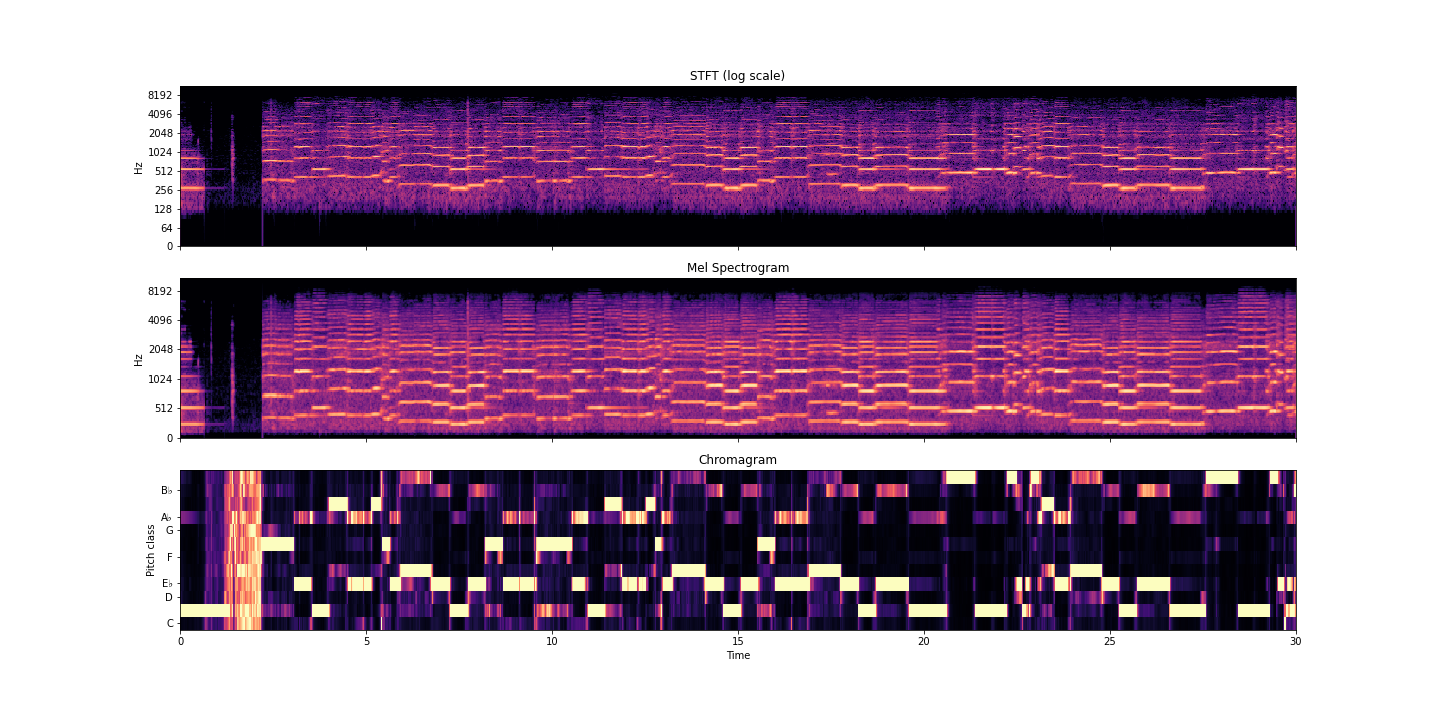 STFT (log scale)
8192
4096
2048
1024
512
256
128
64
0
Hz
Mel Spectrogram
8192
4096
2048
1024
512
0
Hz
Chromagram
B♭
A♭
G
F
E♭
D
C
Pitch class
0 5 10 15 20 25 30
Time